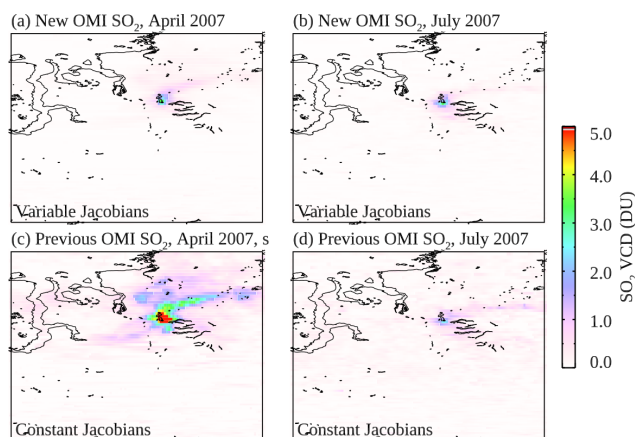 (a) New OMI SO₂, April 2007
(b) New OMI SO₂, July 2007
Variable Jacobians
Variable Jacobians
(c) Previous OMI SO₂, April 2007, s
(d) Previous OMI SO₂, July 2007
Constant Jacobians
Constant Jacobians
5.0
4.0
3.0
2.0
1.0
0.0
SO₂ VCD (DU)